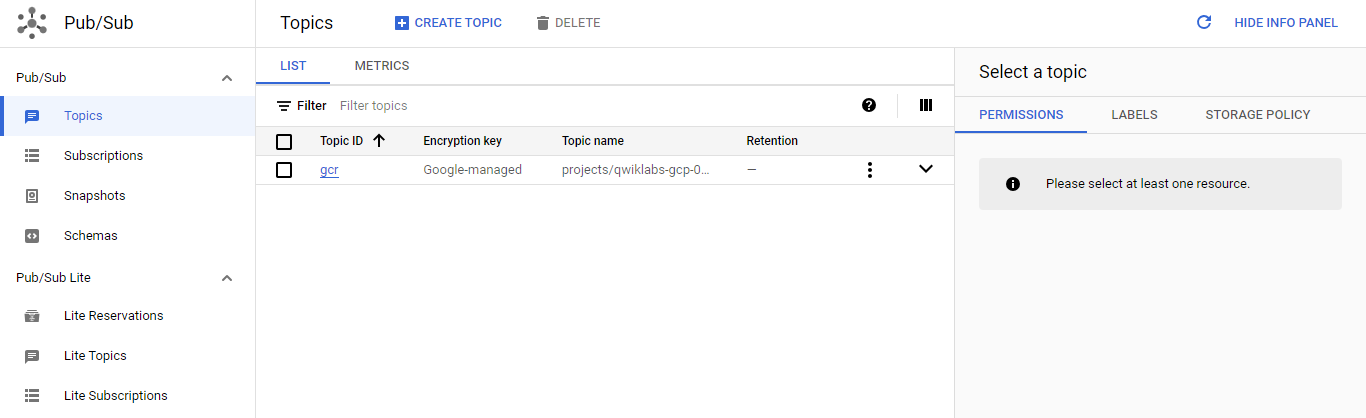 Pub/Sub
Topics
CREATE TOPIC
DELETE
HIDE INFO PANEL
Pub/Sub
Topics
Subscriptions
Snapshots
Schemas
Pub/Sub Lite
Lite Reservations
Lite Topics
Lite Subscriptions
LIST METRICS
Filter Filter topics
Topic ID Encryption key Topic name Retention
gcr Google-managed projects/qwiklabs-gcp-0... —
Select a topic
PERMISSIONS LABELS STORAGE POLICY
Please select at least one resource.